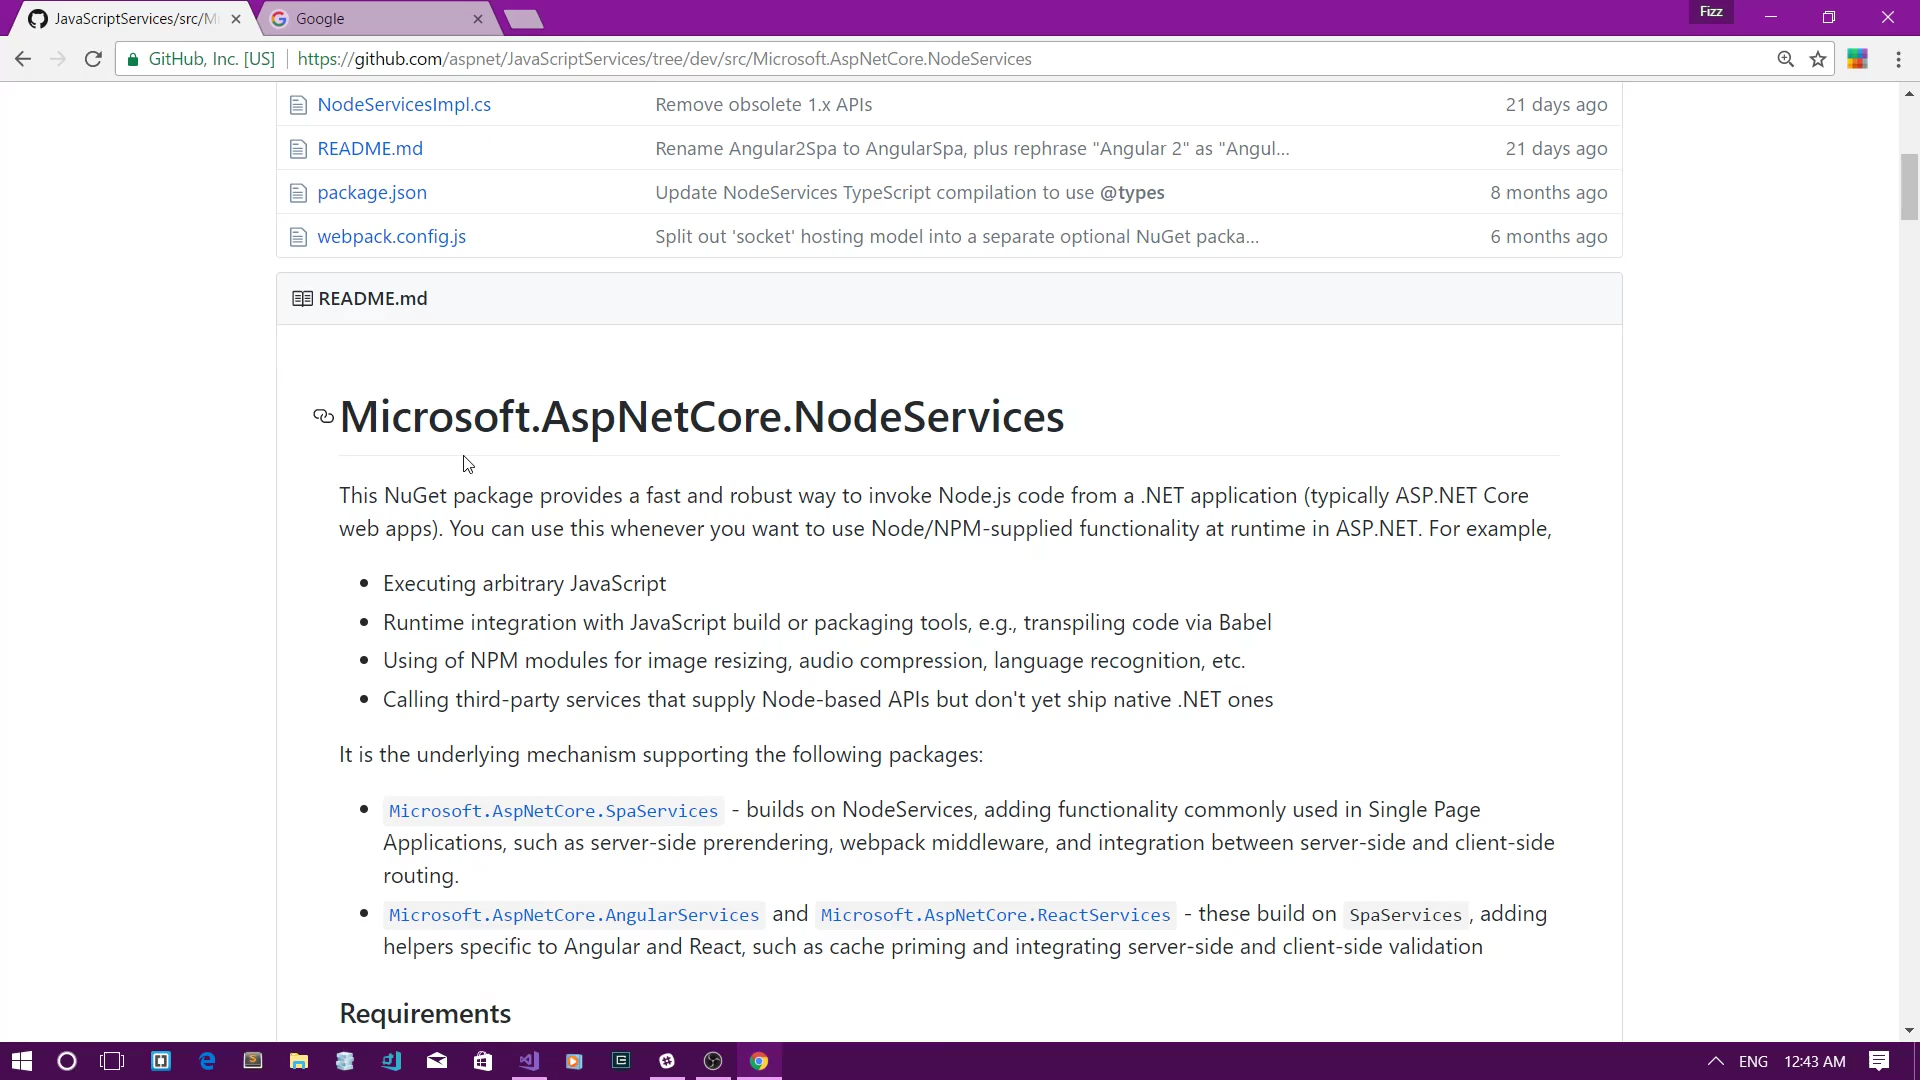 JavaScriptServices/src/M
Google
Fizz
GitHub, Inc. [US]
https://github.com/aspnet/JavaScriptServices/tree/dev/src/Microsoft.AspNetCore.NodeServices
NodeServicesImpl.cs Remove obsolete 1.x APIs 21 days ago
README.md Rename Angular2Spa to AngularSpa, plus rephrase "Angular 2" as "Angul... 21 days ago
package.json Update NodeServices TypeScript compilation to use @types 8 months ago
webpack.config.js Split out 'socket' hosting model into a separate optional NuGet packa... 6 months ago
README.md
Microsoft.AspNetCore.NodeServices
This NuGet package provides a fast and robust way to invoke Node.js code from a .NET application (typically ASP.NET Core
web apps). You can use this whenever you want to use Node/NPM-supplied functionality at runtime in ASP.NET. For example,
• Executing arbitrary JavaScript
• Runtime integration with JavaScript build or packaging tools, e.g., transpiling code via Babel
• Using of NPM modules for image resizing, audio compression, language recognition, etc.
• Calling third-party services that supply Node-based APIs but don't yet ship native .NET ones
It is the underlying mechanism supporting the following packages:
• Microsoft.AspNetCore.SpaServices - builds on NodeServices, adding functionality commonly used in Single Page
Applications, such as server-side prerendering, webpack middleware, and integration between server-side and client-side
routing.
• Microsoft.AspNetCore.AngularServices and Microsoft.AspNetCore.ReactServices - these build on SpaServices, adding
helpers specific to Angular and React, such as cache priming and integrating server-side and client-side validation
Requirements
ENG 12:43 AM